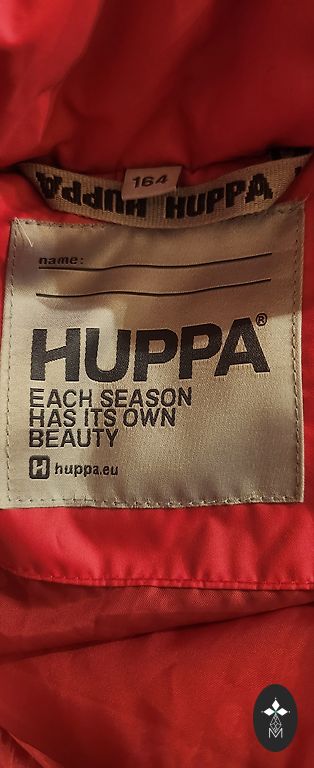 164
HUPPA HUPPA
name:
HUPPA®
EACH SEASON
HAS ITS OWN
BEAUTY
H huppa.eu
M